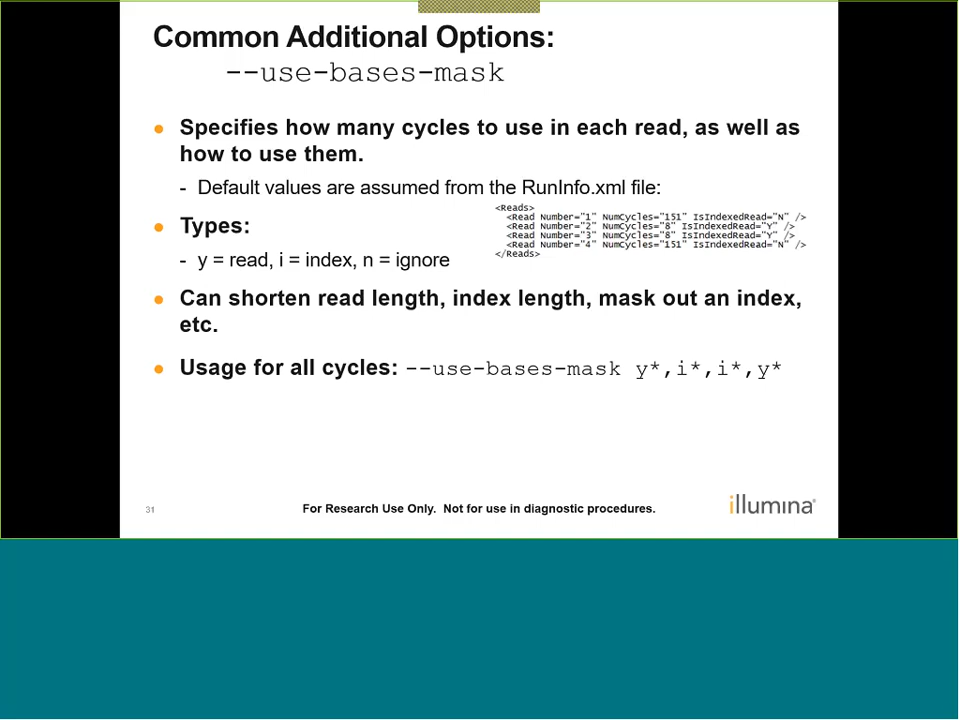 Common Additional Options:
--use-bases-mask
● Specifies how many cycles to use in each read, as well as
how to use them.
- Default values are assumed from the RunInfo.xml file:
<Reads>
<Read Number="1" NumCycles="151" IsIndexedRead="N" />
<Read Number="2" NumCycles="8" IsIndexedRead="Y" />
<Read Number="3" NumCycles="8" IsIndexedRead="Y" />
<Read Number="4" NumCycles="151" IsIndexedRead="N" />
</Reads>
● Types:
- y = read, i = index, n = ignore
● Can shorten read length, index length, mask out an index,
etc.
● Usage for all cycles: --use-bases-mask y*,i*,i*,y*
31
For Research Use Only. Not for use in diagnostic procedures.
illumina®